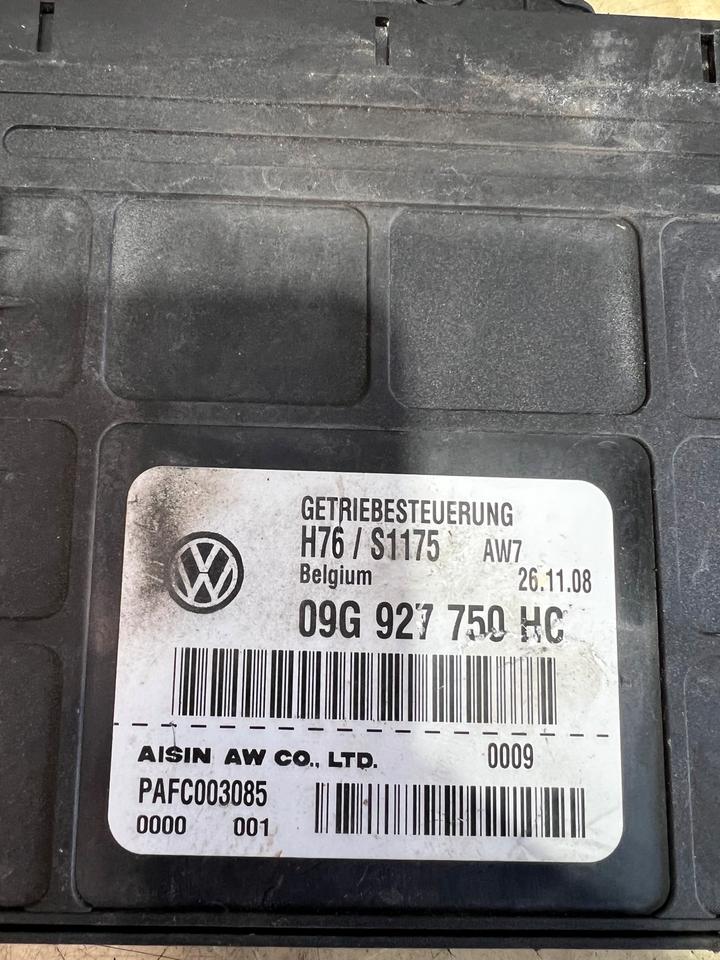 GETRIEBESTEUERUNG
H76 / S1175 AW7
Belgium 26.11.08
09G 927 750 HC
AISIN AW CO., LTD. 0009
PAFC003085
0000 001